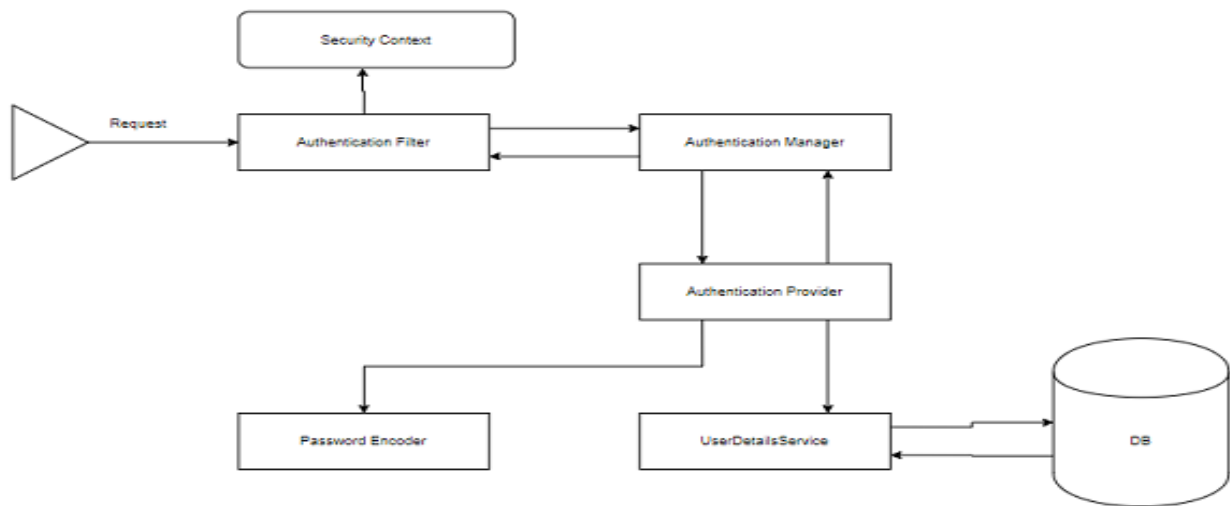 Security Context
Request
Authentication Filter
Authentication Manager
Authentication Provider
Password Encoder
UserDetailsService
DB